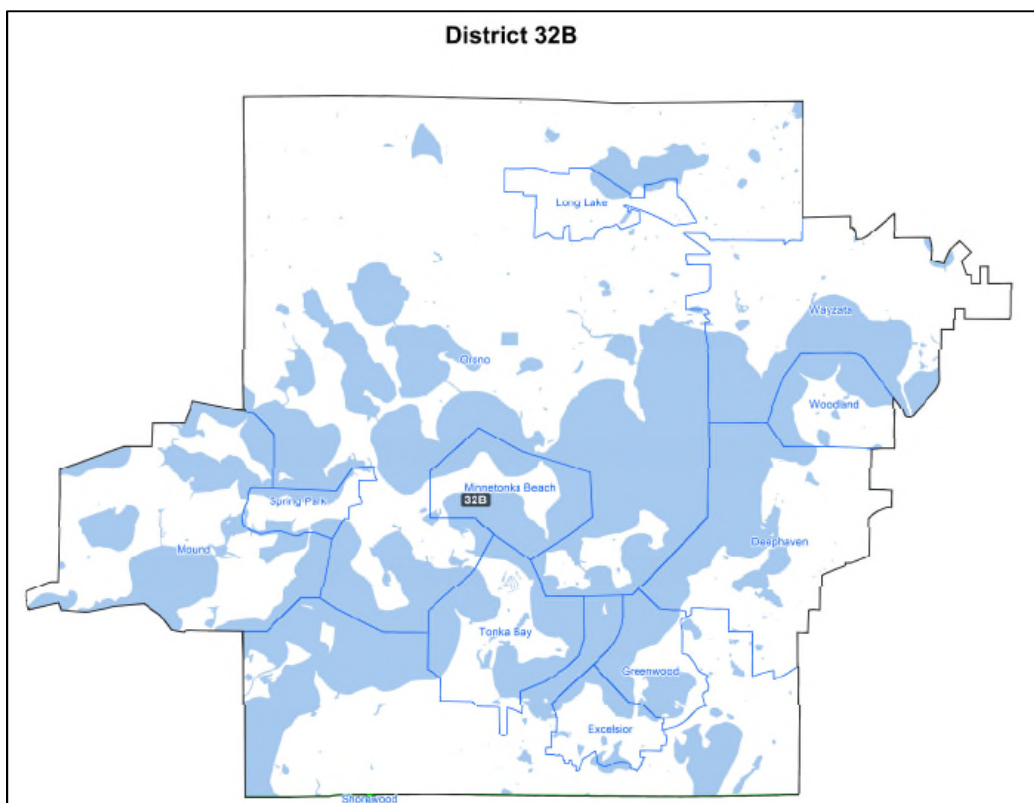 District 32B
Long Lake
Wayzata
Orono
Woodland
Minnetonka Beach
32B
Spring Park
Deephaven
Mound
Tonka Bay
Greenwood
Excelsior
Shorewood